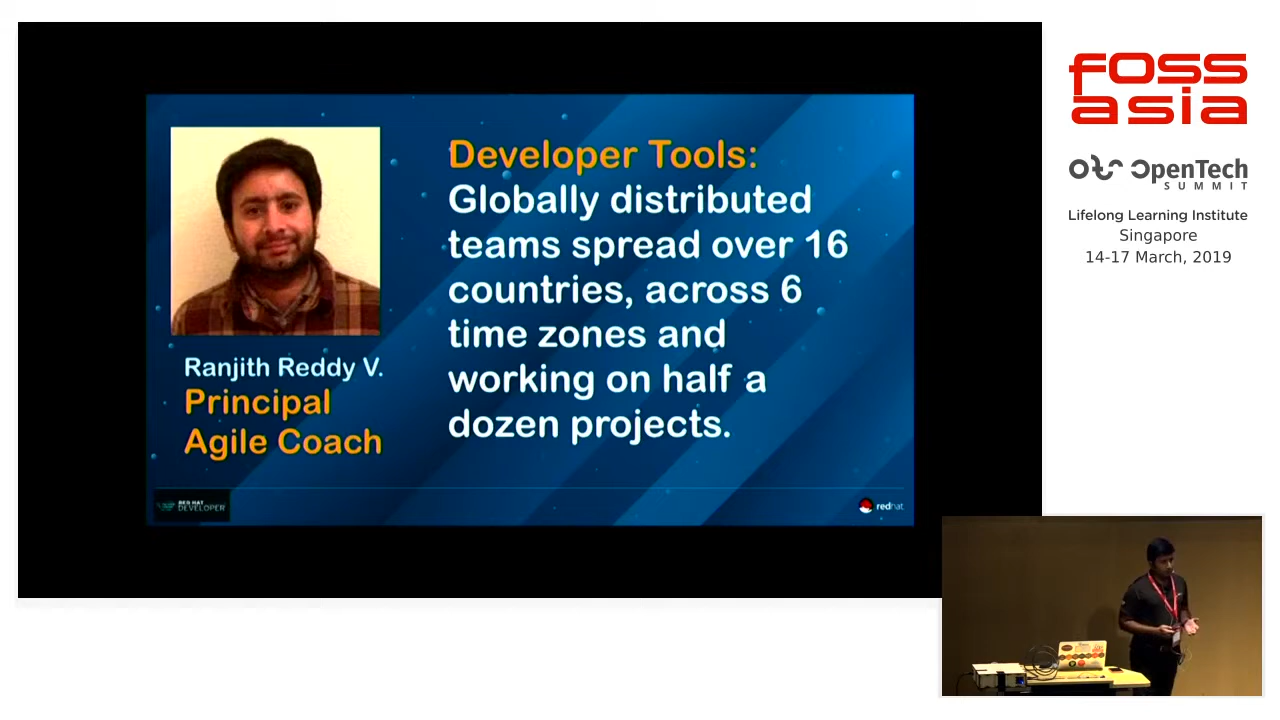 Developer Tools:
Globally distributed
teams spread over 16
countries, across 6
time zones and
working on half a
dozen projects.
Ranjith Reddy V.
Principal
Agile Coach
RED HAT
DEVELOPER
redhat
fOSS
asia
OpenTech
SUMMIT
Lifelong Learning Institute
Singapore
14-17 March, 2019